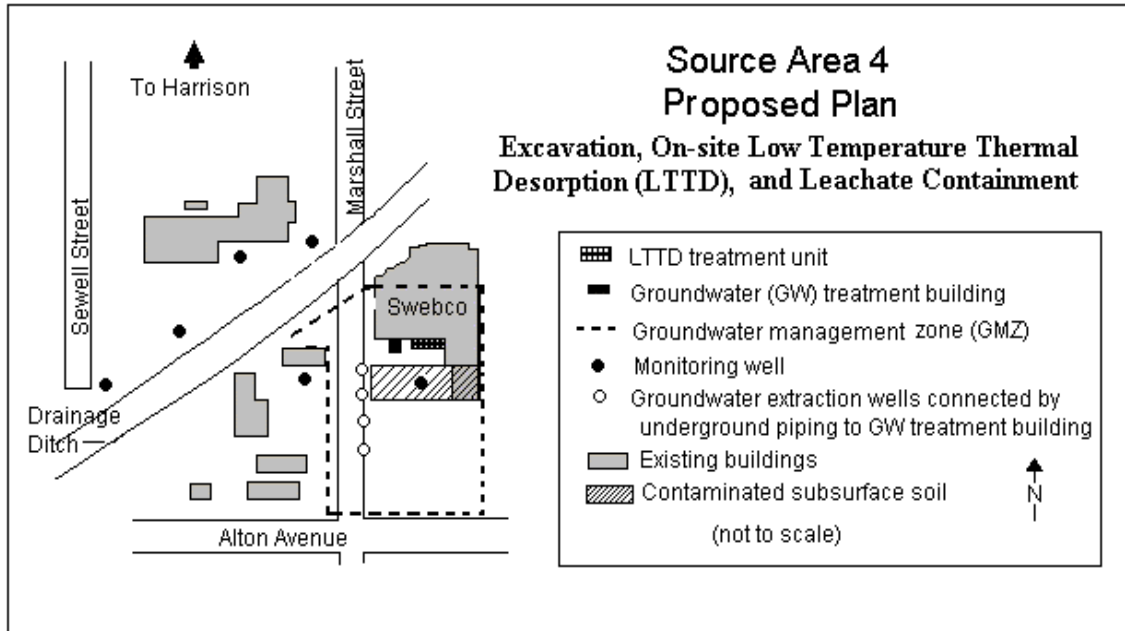 Source Area 4
Proposed Plan
Excavation, On-site Low Temperature Thermal
Desorption (LTTD), and Leachate Containment
To Harrison
Sewell Street
Marshall Street
Swebco
Drainage
Ditch
Alton Avenue
LTTD treatment unit
Groundwater (GW) treatment building
Groundwater management zone (GMZ)
Monitoring well
Groundwater extraction wells connected by
underground piping to GW treatment building
Existing buildings
Contaminated subsurface soil
N
(not to scale)